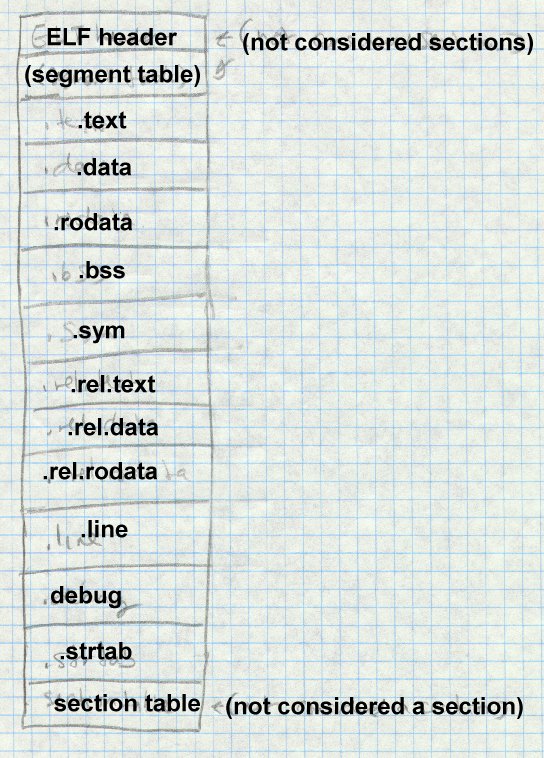 ELF header
(not considered sections)
(segment table)
.text
.data
.rodata
.bss
.sym
.rel.text
.rel.data
.rel.rodata
.line
.debug
.strtab
section table
(not considered a section)